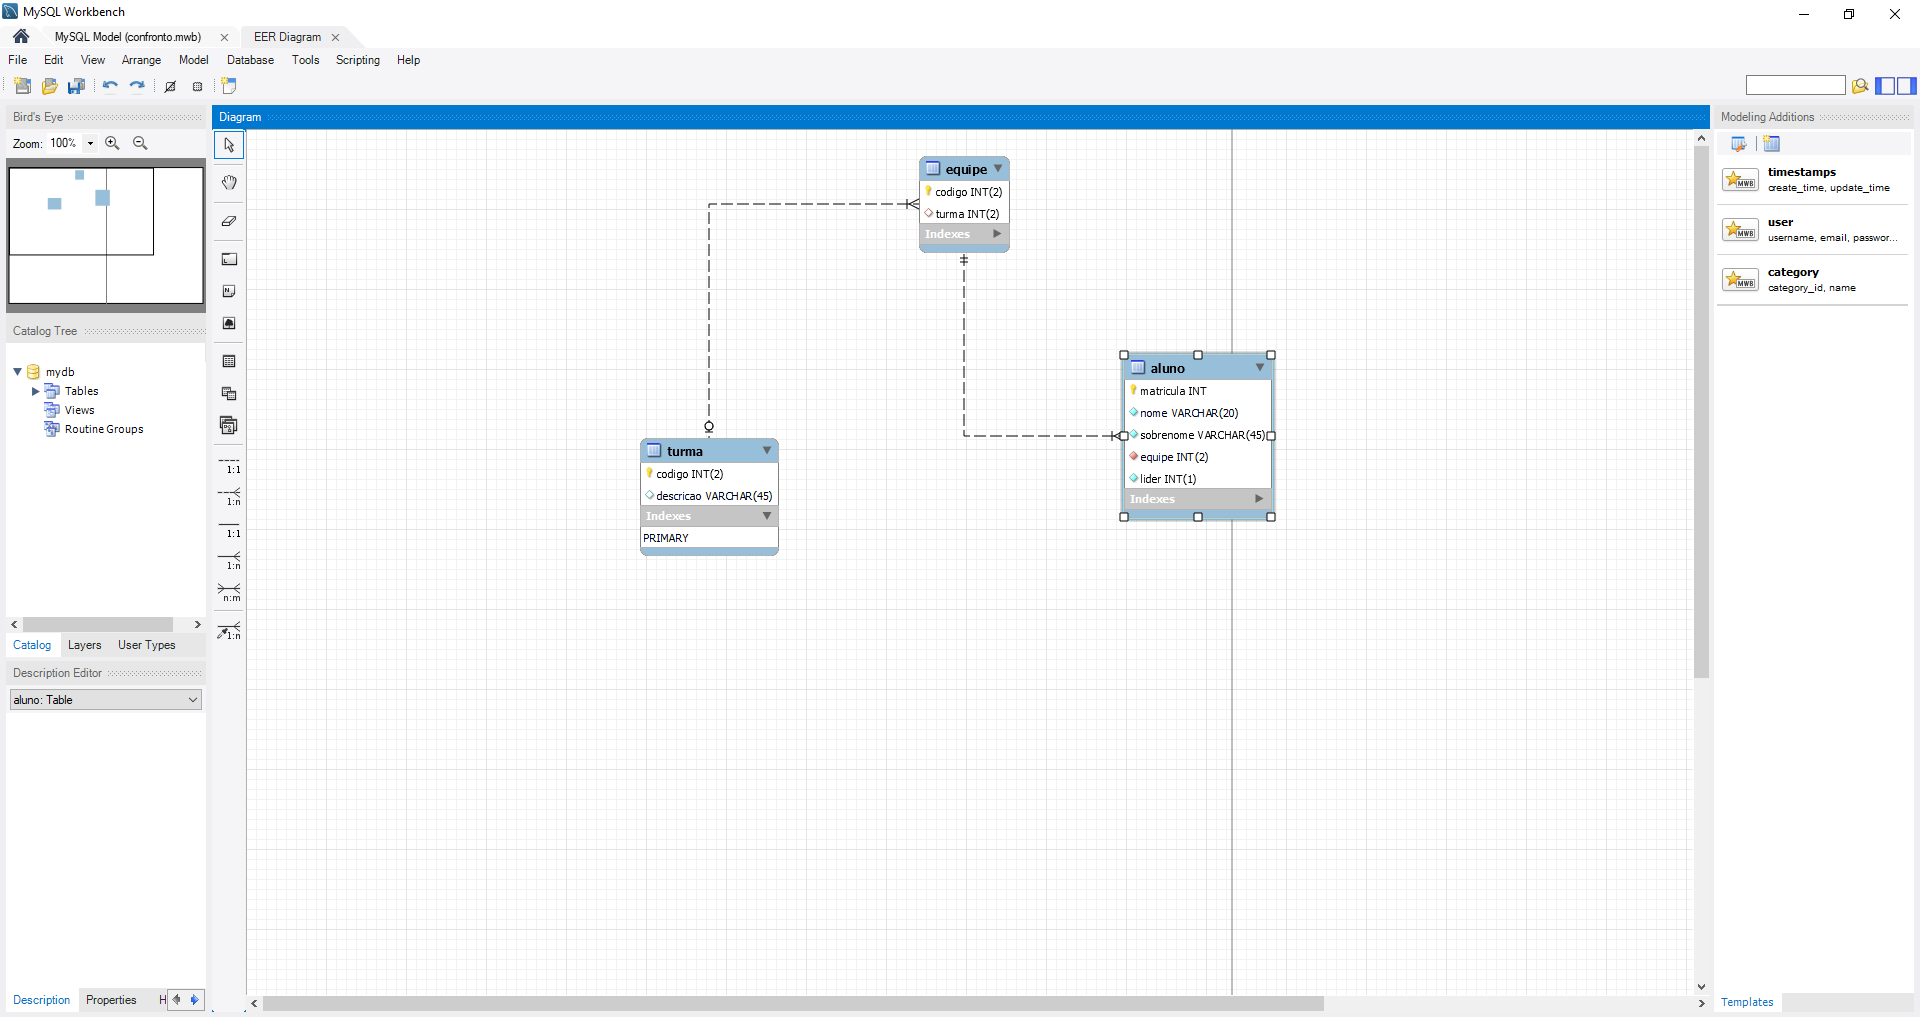 MySQL Workbench
MySQL Model (confronto.mwb)
EER Diagram
File Edit View Arrange Model Database Tools Scripting Help
Bird's Eye
Zoom: 100%
Catalog Tree
mydb
Tables
Views
Routine Groups
Catalog Layers User Types
Description Editor
aluno: Table
Description Properties H
Diagram
1:1
1:n
1:1
1:n
n:m
1:n
equipe
codigo INT(2)
turma INT(2)
Indexes
turma
codigo INT(2)
descricao VARCHAR(45)
Indexes
PRIMARY
aluno
matricula INT
nome VARCHAR(20)
sobrenome VARCHAR(45)
equipe INT(2)
lider INT(1)
Indexes
Modeling Additions
MWB
timestamps
create_time, update_time
MWB
user
username, email, passwor...
MWB
category
category_id, name
Templates